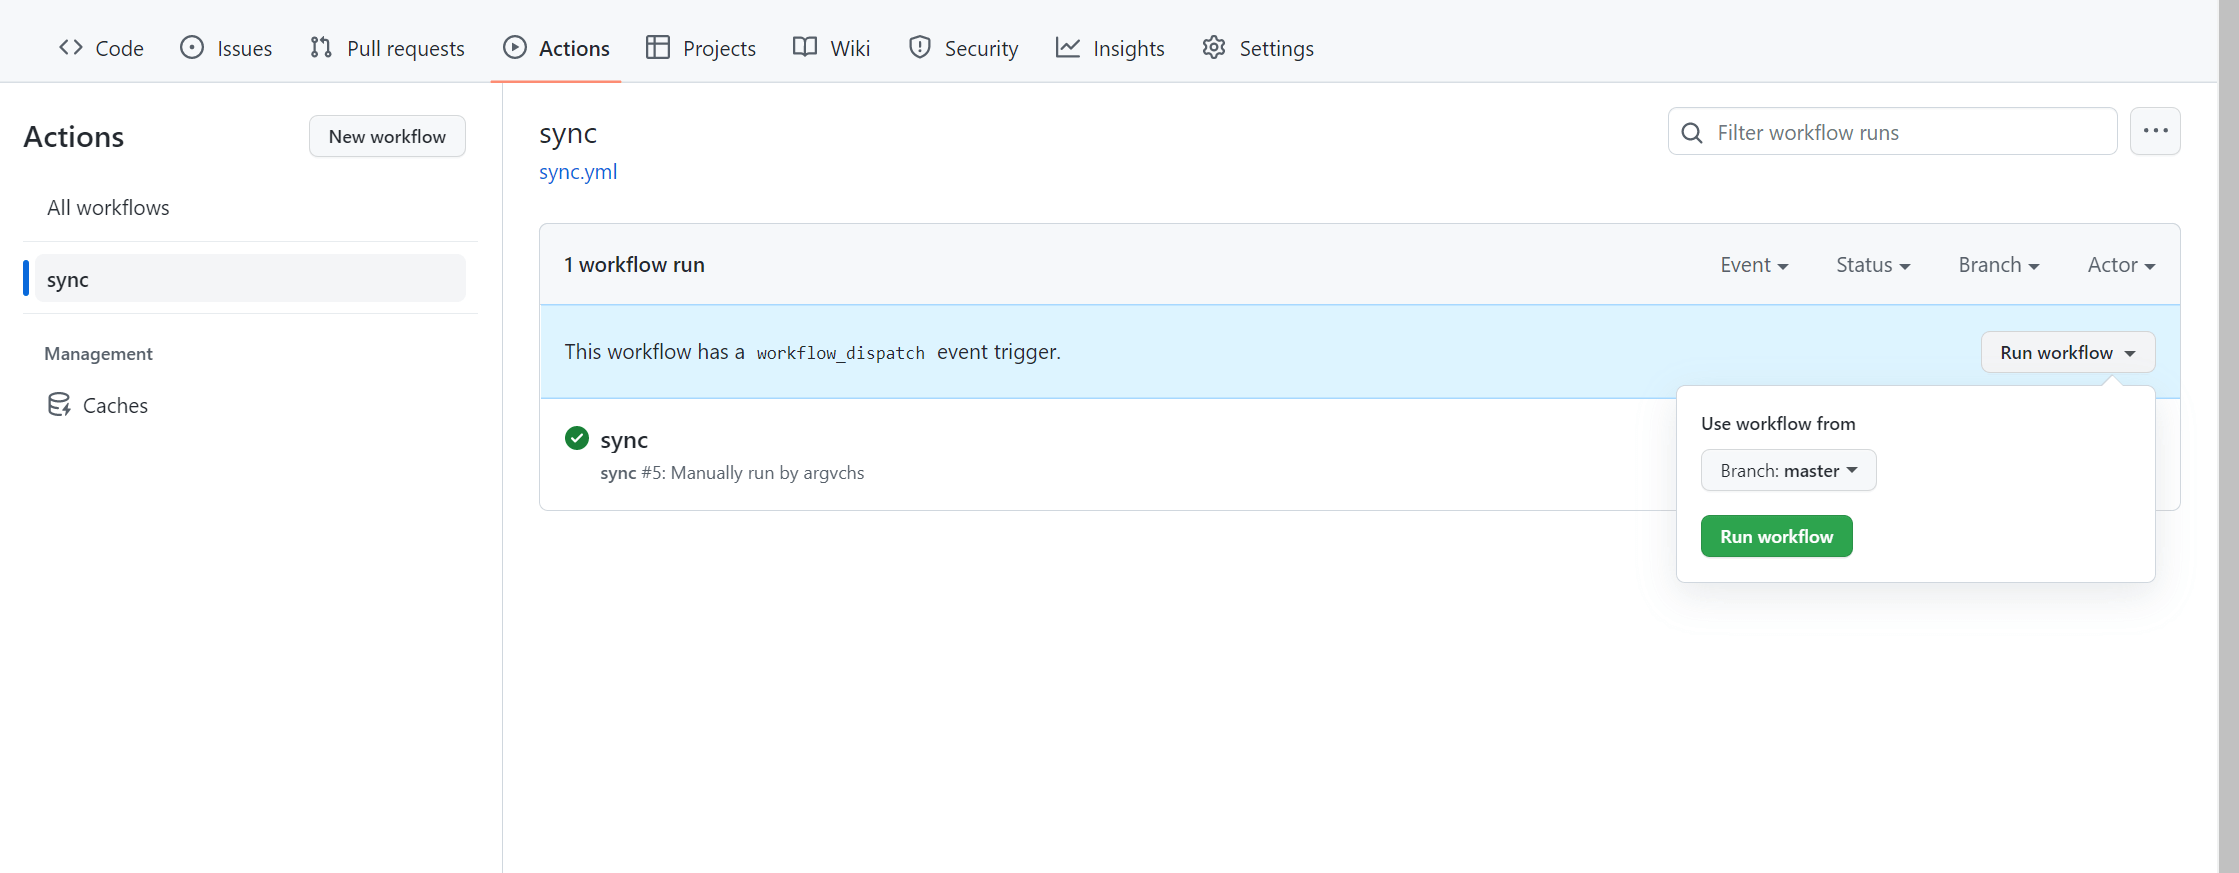 Code Issues Pull requests Actions Projects Wiki Security Insights Settings
Actions
New workflow
All workflows
sync
Management
Caches
sync
sync.yml
Filter workflow runs
1 workflow run
Event Status Branch Actor
This workflow has a workflow_dispatch event trigger.
Run workflow
Use workflow from
Branch: master
Run workflow
sync
sync #5: Manually run by argvchs